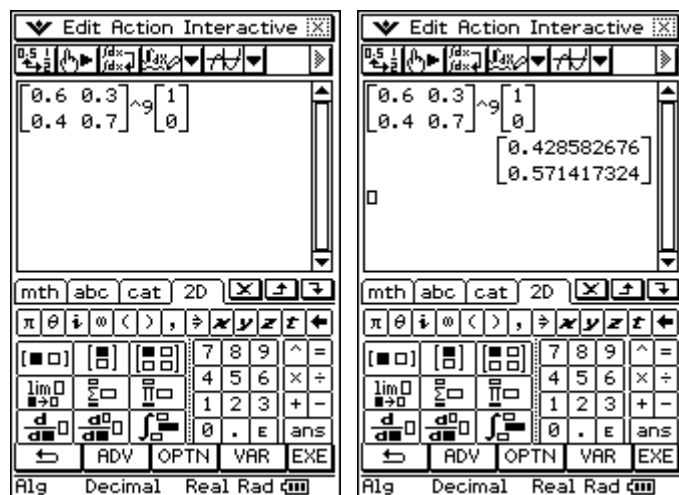 Edit Action Interactive
[0.6 0.3
0.4 0.7]^9[1
0]
mth abc cat 2D
π θ i ∞ ( ) , ⇒ x y z t
7 8 9 ^ =
lim 4 5 6 × ÷
Σ Π 1 2 3 + −
d/d d/d ∫ 0 . E ans
ADV OPTN VAR EXE
Alg Decimal Real Rad
Edit Action Interactive
[0.6 0.3
0.4 0.7]^9[1
0]
[0.428582676
0.571417324]
mth abc cat 2D
π θ i ∞ ( ) , ⇒ x y z t
7 8 9 ^ =
lim 4 5 6 × ÷
Σ Π 1 2 3 + −
d/d d/d ∫ 0 . E ans
ADV OPTN VAR EXE
Alg Decimal Real Rad